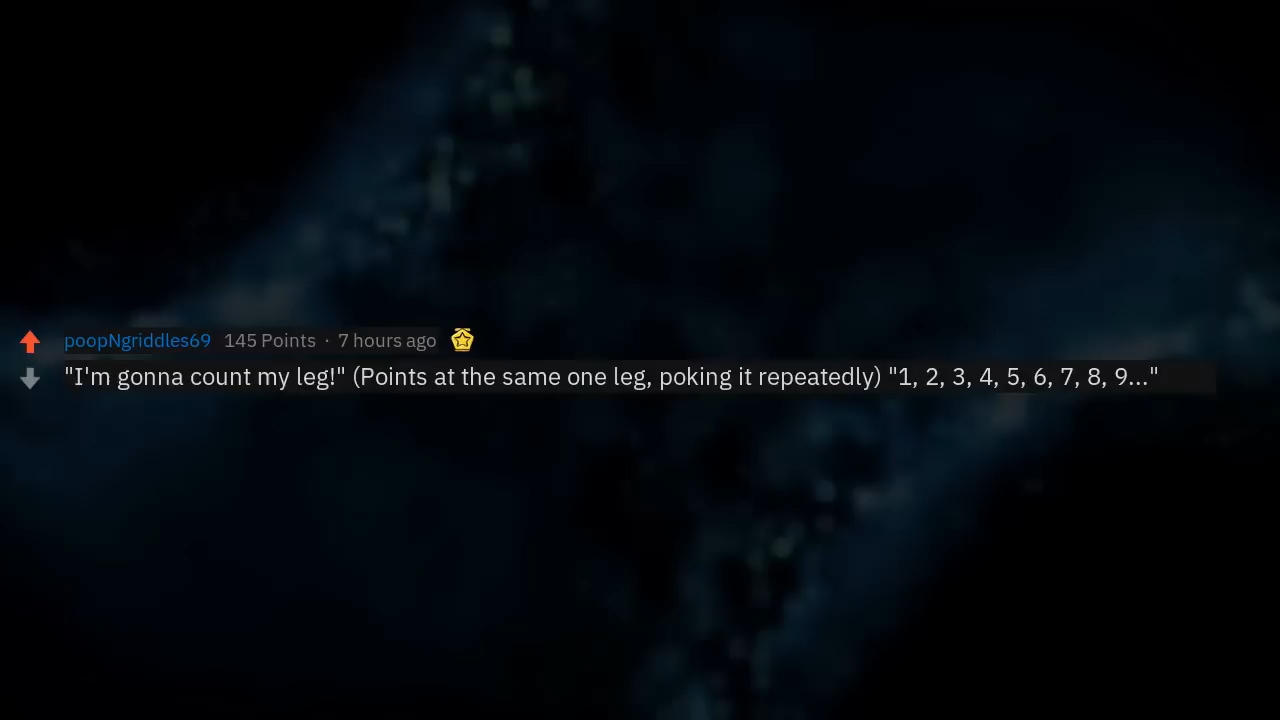 poopNgriddles69 145 Points · 7 hours ago
"I'm gonna count my leg!" (Points at the same one leg, poking it repeatedly) "1, 2, 3, 4, 5, 6, 7, 8, 9..."